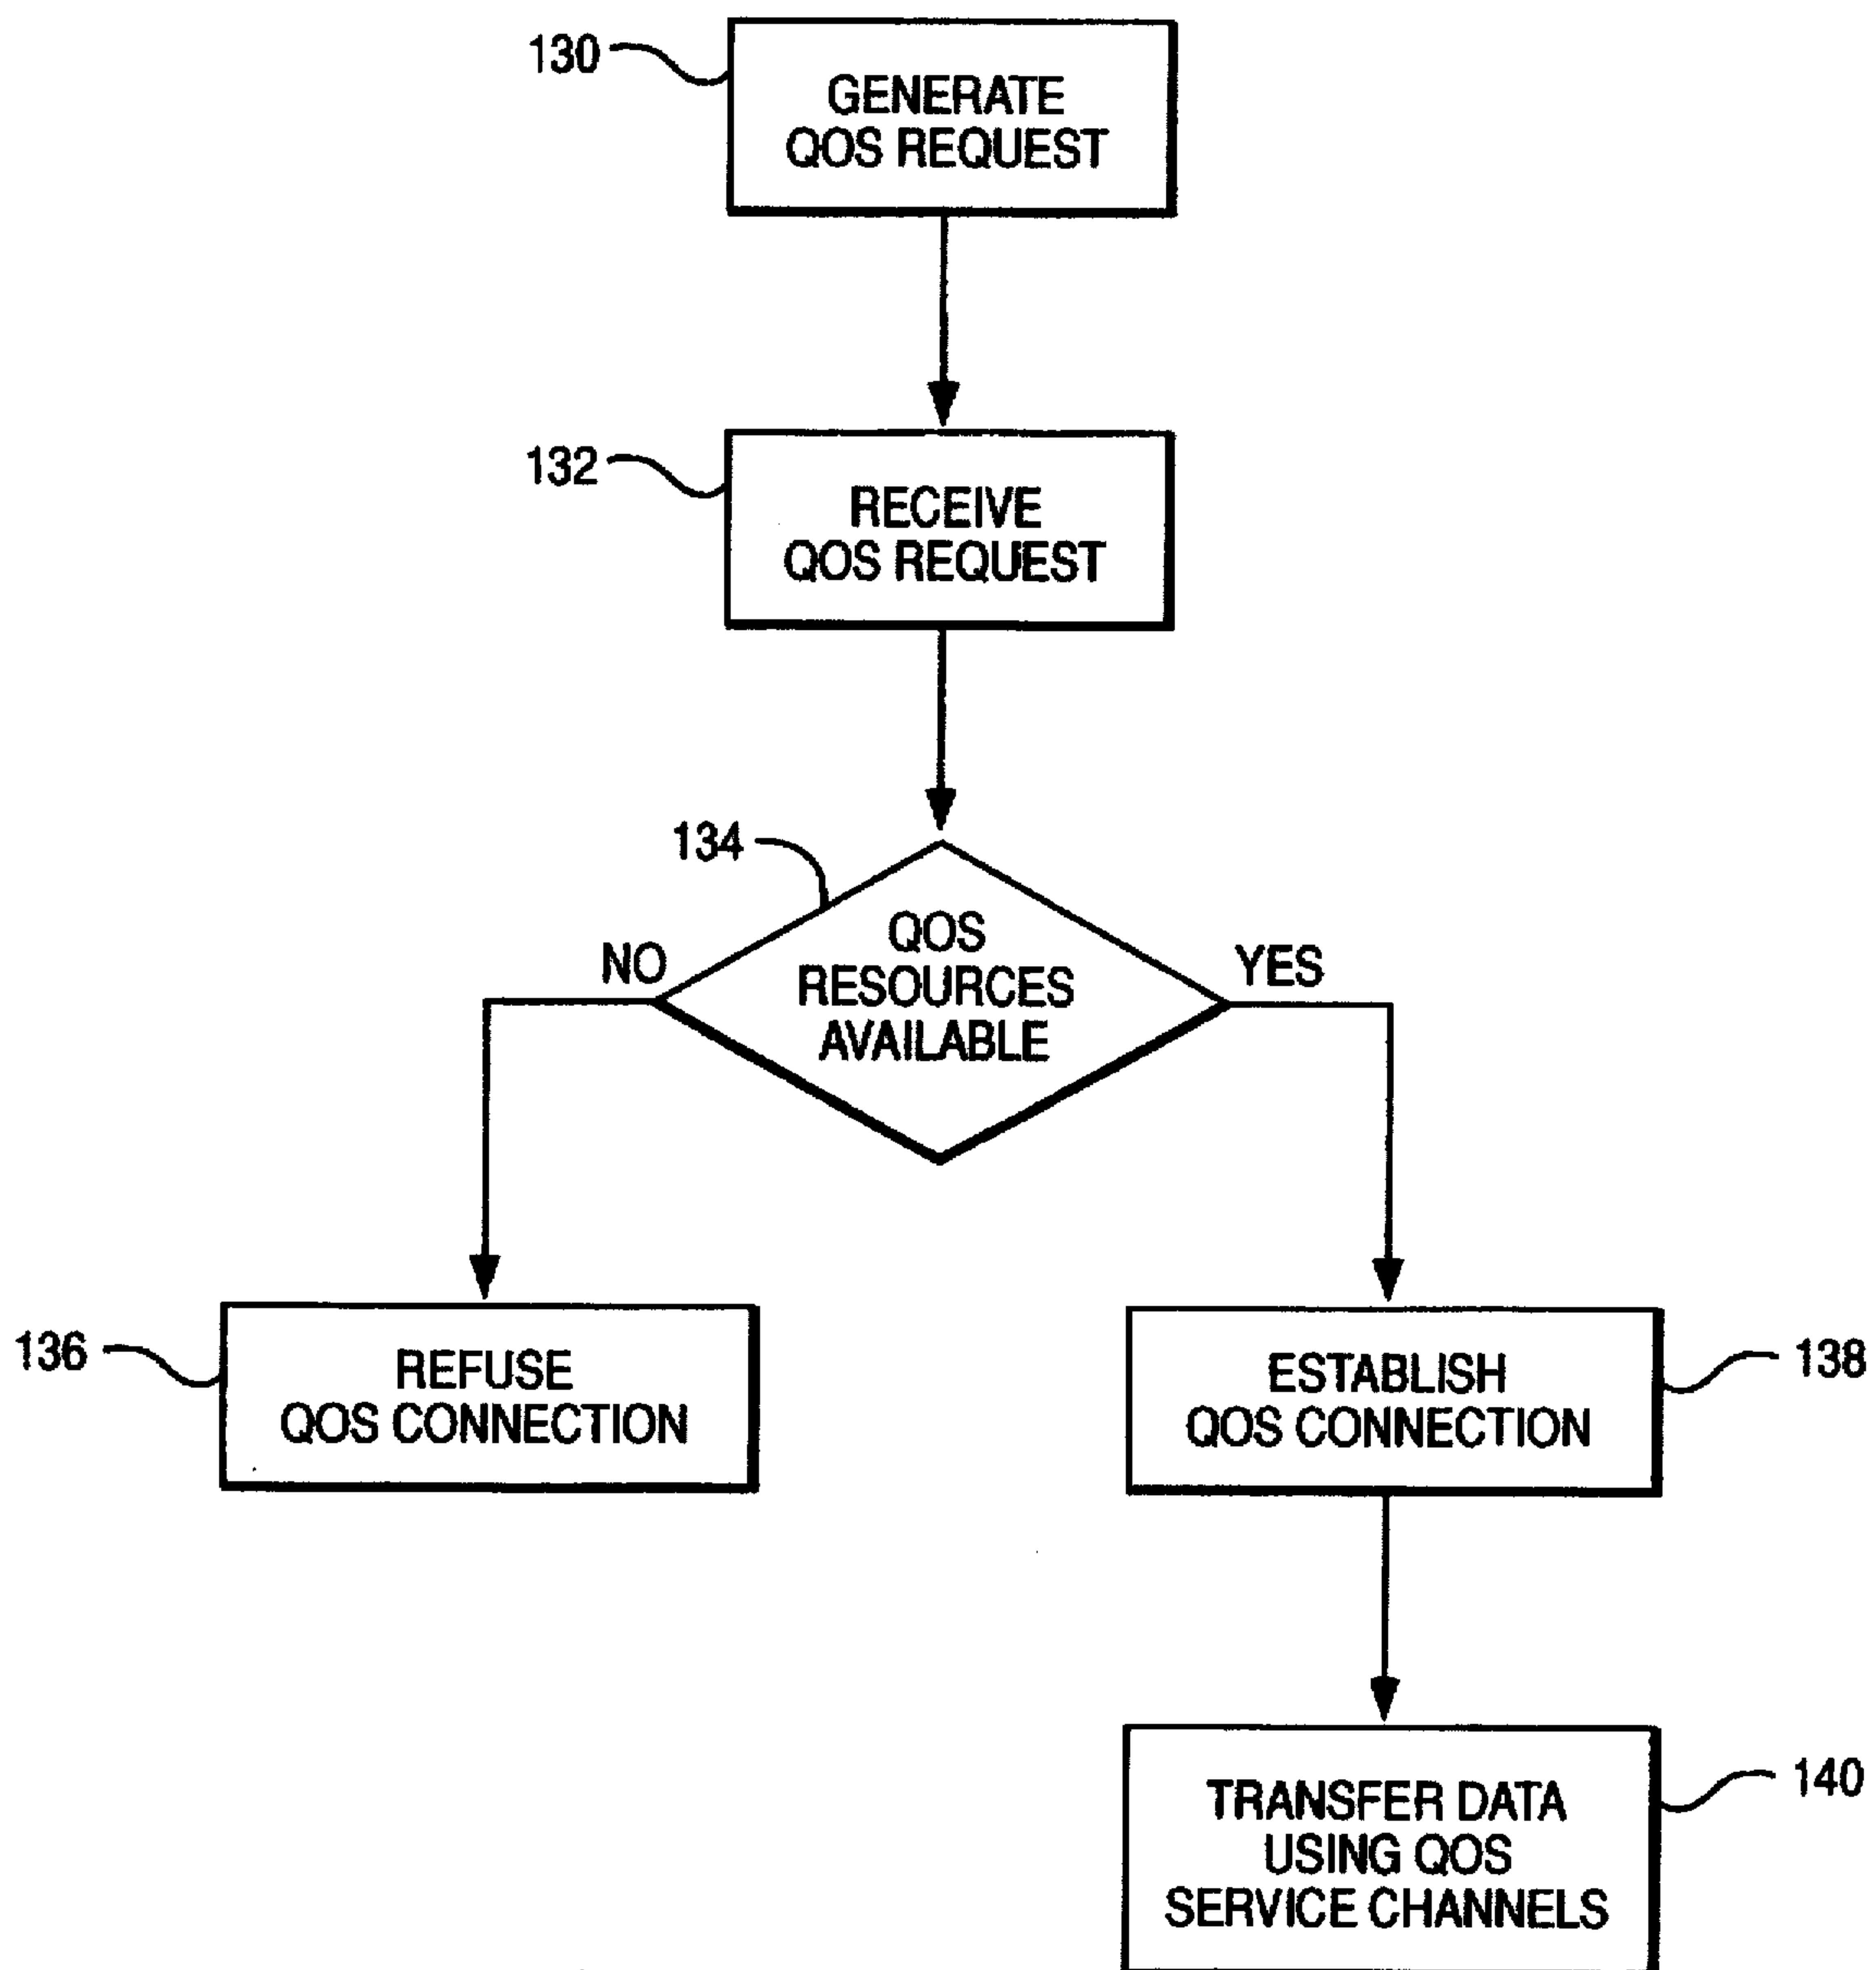 130
GENERATE
QOS REQUEST
132
RECEIVE
QOS REQUEST
134
QOS
RESOURCES
AVAILABLE
NO
YES
136
REFUSE
QOS CONNECTION
ESTABLISH
QOS CONNECTION
138
TRANSFER DATA
USING QOS
SERVICE CHANNELS
140